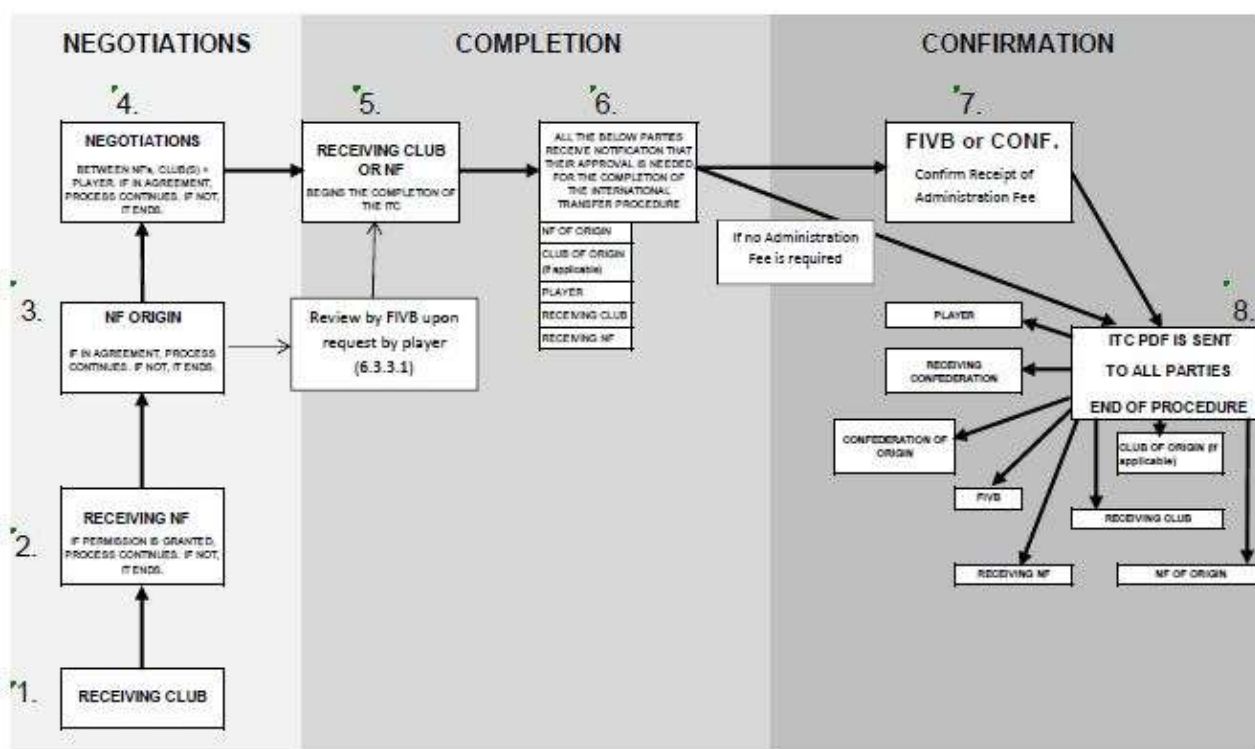 NEGOTIATIONS
COMPLETION
CONFIRMATION
4.
NEGOTIATIONS
BETWEEN NF's, CLUB(S) +
PLAYER. IF IN AGREEMENT,
PROCESS CONTINUES. IF NOT,
IT ENDS.
5.
RECEIVING CLUB
OR NF
BEGINS THE COMPLETION OF
THE ITC
6.
ALL THE BELOW PARTIES
RECEIVE NOTIFICATION THAT
THEIR APPROVAL IS NEEDED
FOR THE COMPLETION OF
THE INTERNATIONAL
TRANSFER PROCEDURE
NF OF ORIGIN
CLUB OF ORIGIN
(if applicable)
PLAYER
RECEIVING CLUB
RECEIVING NF
7.
FIVB or CONF.
Confirm Receipt of
Administration Fee
If no Administration
Fee is required
3.
NF ORIGIN
IF IN AGREEMENT, PROCESS
CONTINUES. IF NOT, IT ENDS.
Review by FIVB upon
request by player
(6.3.3.1)
8.
ITC PDF IS SENT
TO ALL PARTIES
END OF PROCEDURE
PLAYER
RECEIVING
CONFEDERATION
CONFEDERATION OF
ORIGIN
FIVB
RECEIVING NF
RECEIVING CLUB
CLUB OF ORIGIN (if
applicable)
NF OF ORIGIN
2.
RECEIVING NF
IF PERMISSION IS GRANTED,
PROCESS CONTINUES. IF NOT,
IT ENDS.
1.
RECEIVING CLUB